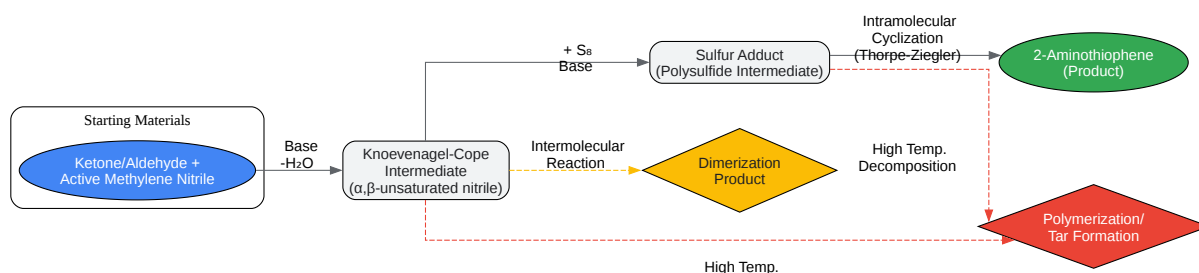 Starting Materials
Ketone/Aldehyde +
Active Methylene Nitrile
Base
-H₂O
Knoevenagel-Cope
Intermediate
(α,β-unsaturated nitrile)
+ S₈
Base
Sulfur Adduct
(Polysulfide Intermediate)
Intramolecular
Cyclization
(Thorpe-Ziegler)
2-Aminothiophene
(Product)
Intermolecular
Reaction
Dimerization
Product
High Temp.
Decomposition
Polymerization/
Tar Formation
High Temp.